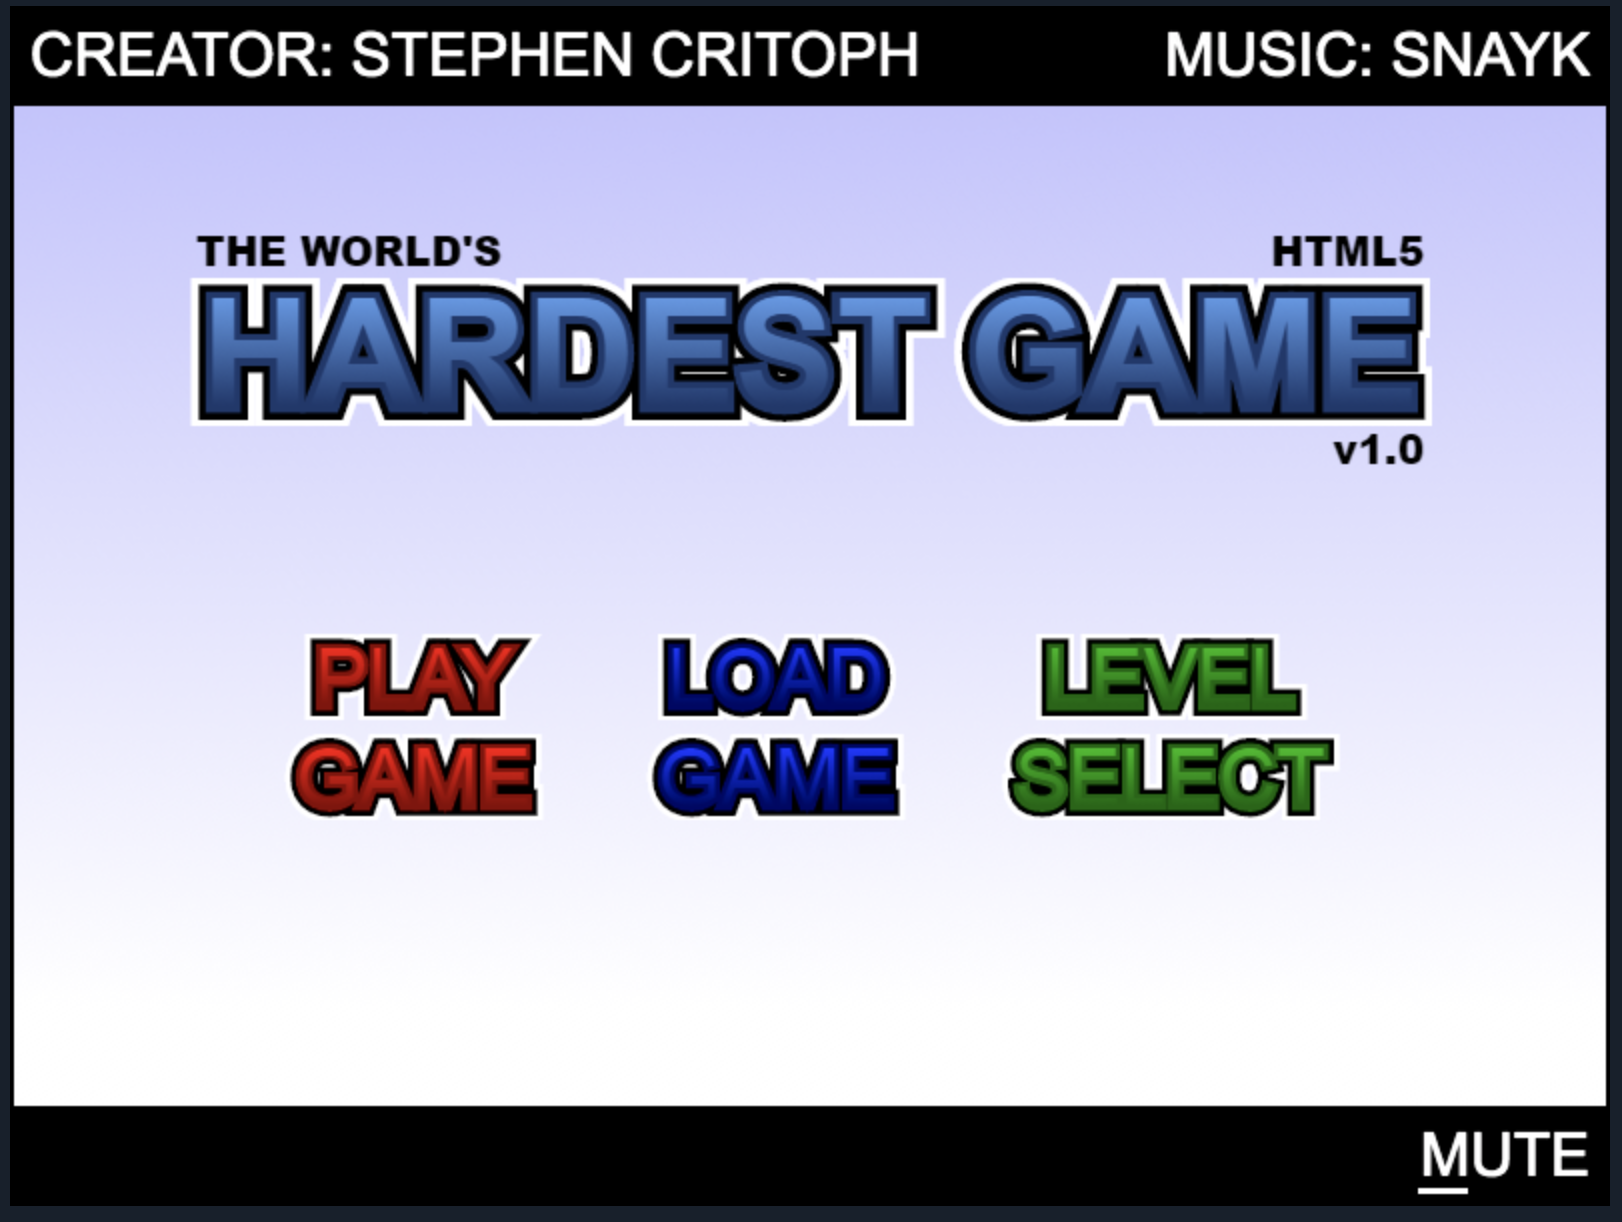 CREATOR: STEPHEN CRITOPH MUSIC: SNAYK
THE WORLD'S HTML5
HARDEST GAME
v1.0
PLAY GAME
LOAD GAME
LEVEL SELECT
MUTE